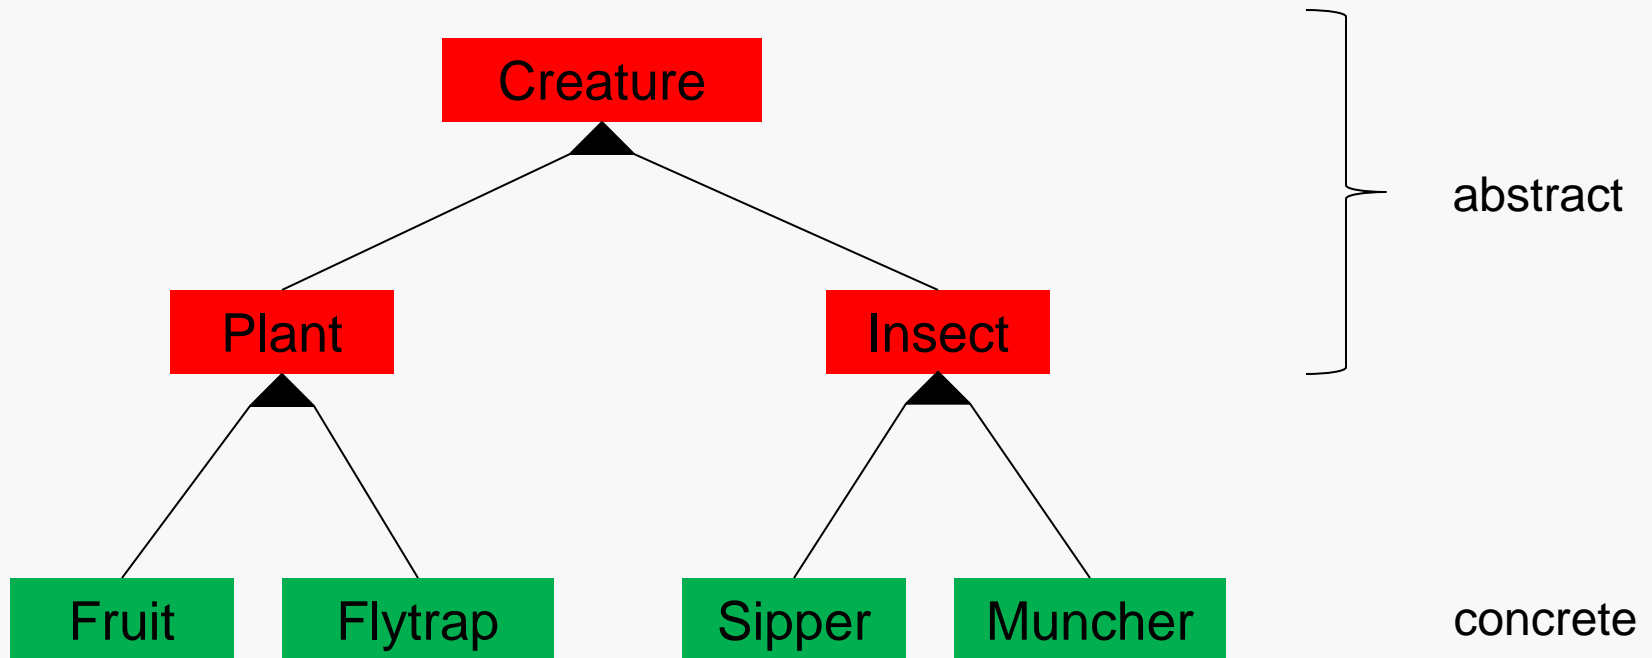 Creature
abstract
Plant
Insect
Fruit
Flytrap
Sipper
Muncher
concrete